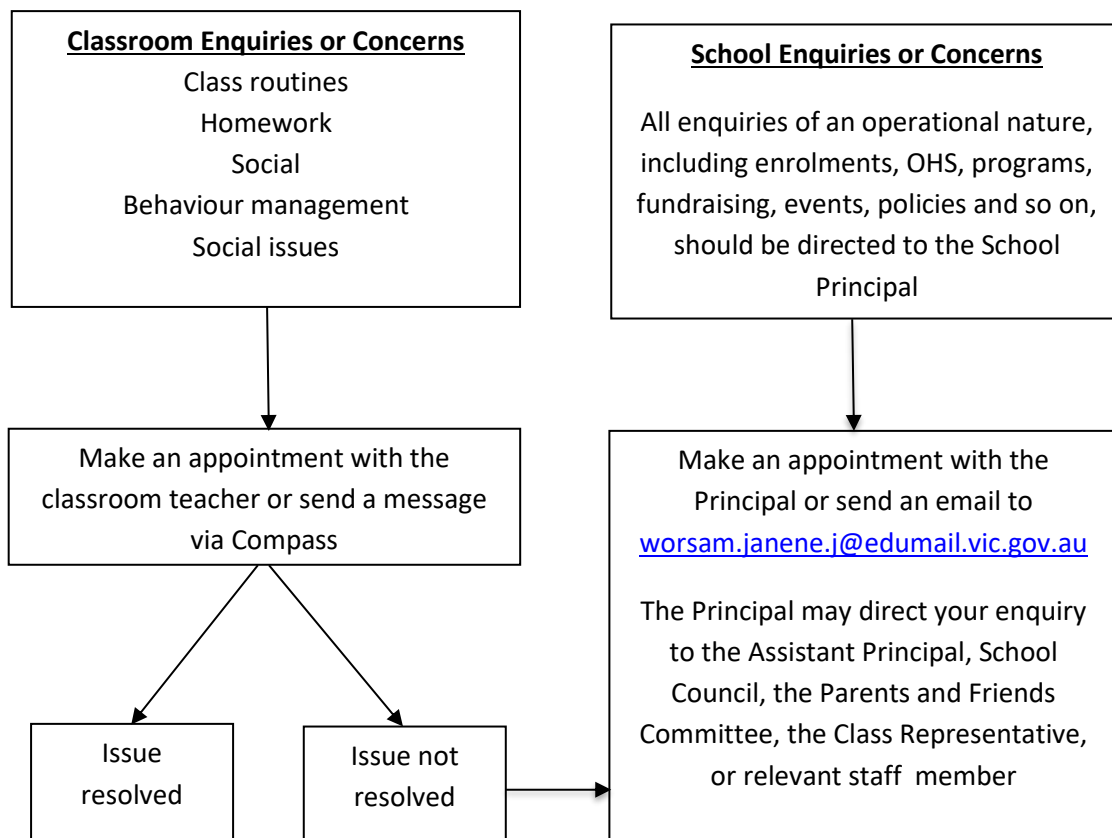 Classroom Enquiries or Concerns
Class routines
Homework
Social
Behaviour management
Social issues
School Enquiries or Concerns
All enquiries of an operational nature,
including enrolments, OHS, programs,
fundraising, events, policies and so on,
should be directed to the School
Principal
Make an appointment with the
classroom teacher or send a message
via Compass
Make an appointment with the
Principal or send an email to
worsam.janene.j@edumail.vic.gov.au
The Principal may direct your enquiry
to the Assistant Principal, School
Council, the Parents and Friends
Committee, the Class Representative,
or relevant staff member
Issue
resolved
Issue not
resolved